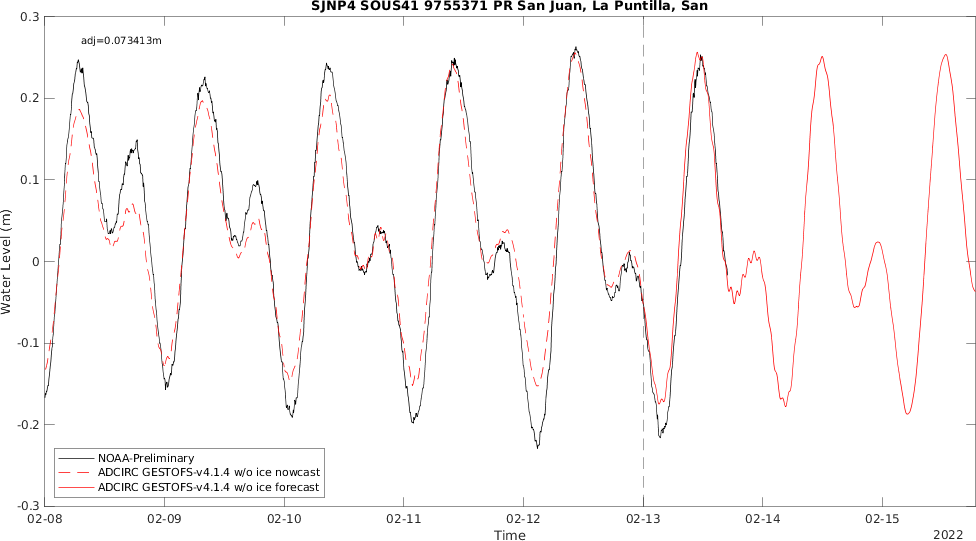 SJNP4 SOUS41 9755371 PR San Juan, La Puntilla, San
adj=0.073413m
Water Level (m)
0.3
0.2
0.1
0
-0.1
-0.2
-0.3
NOAA-Preliminary
ADCIRC GESTOFS-v4.1.4 w/o ice nowcast
ADCIRC GESTOFS-v4.1.4 w/o ice forecast
02-08 02-09 02-10 02-11 02-12 02-13 02-14 02-15
Time
2022